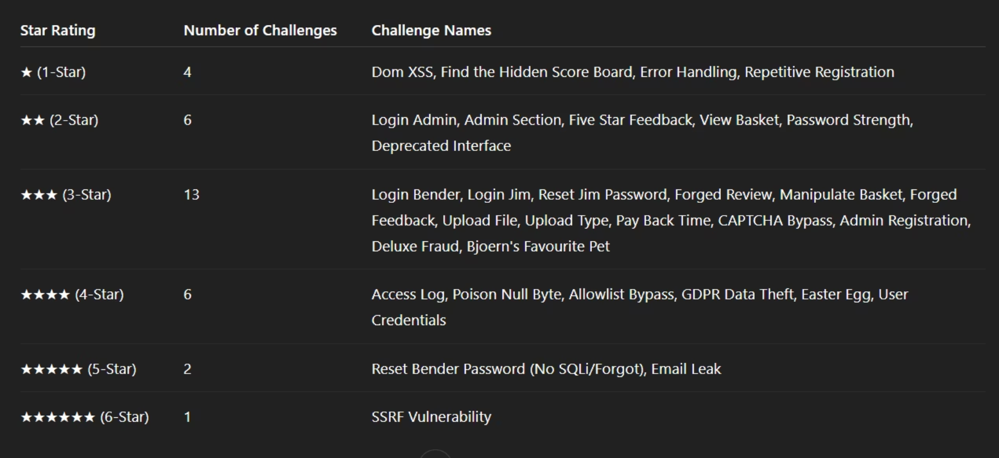 Star Rating Number of Challenges Challenge Names
★ (1-Star) 4 Dom XSS, Find the Hidden Score Board, Error Handling, Repetitive Registration
★★ (2-Star) 6 Login Admin, Admin Section, Five Star Feedback, View Basket, Password Strength,
Deprecated Interface
★★★ (3-Star) 13 Login Bender, Login Jim, Reset Jim Password, Forged Review, Manipulate Basket, Forged
Feedback, Upload File, Upload Type, Pay Back Time, CAPTCHA Bypass, Admin Registration,
Deluxe Fraud, Bjoern's Favourite Pet
★★★★ (4-Star) 6 Access Log, Poison Null Byte, Allowlist Bypass, GDPR Data Theft, Easter Egg, User
Credentials
★★★★★ (5-Star) 2 Reset Bender Password (No SQLi/Forgot), Email Leak
★★★★★★ (6-Star) 1 SSRF Vulnerability